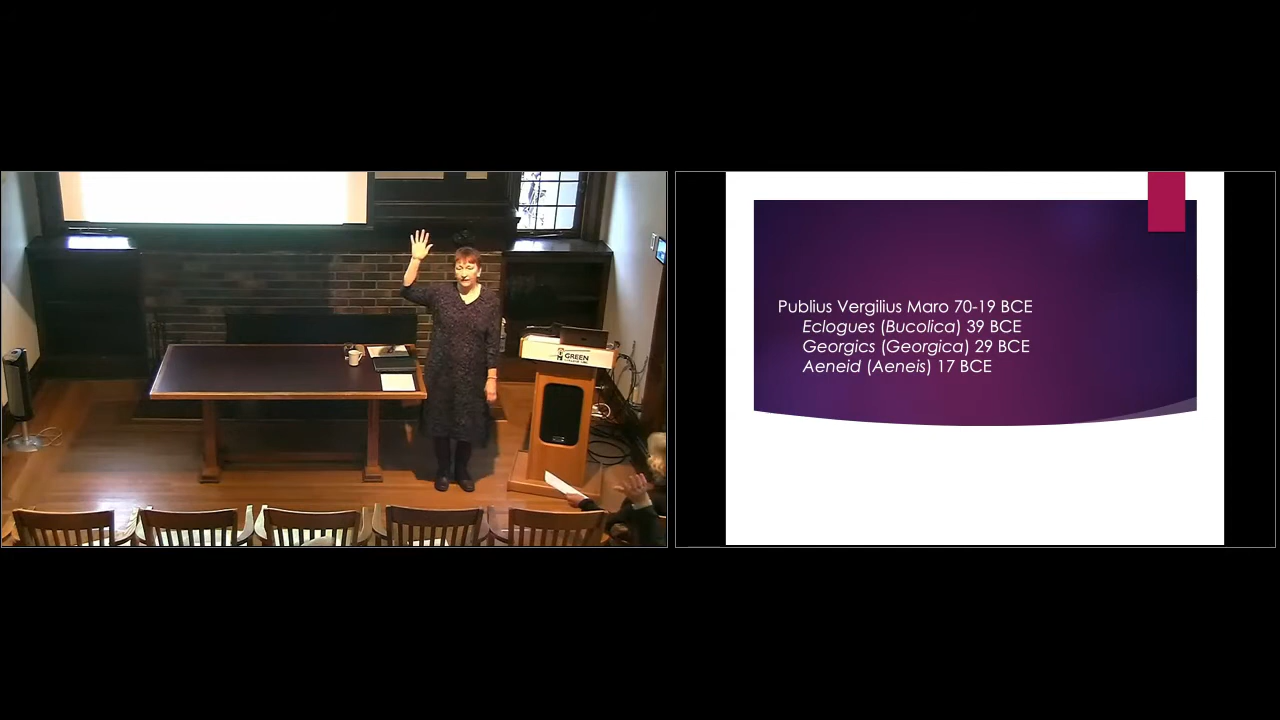 GREEN
Publius Vergilius Maro 70-19 BCE
Eclogues (Bucolica) 39 BCE
Georgics (Georgica) 29 BCE
Aeneid (Aeneis) 17 BCE